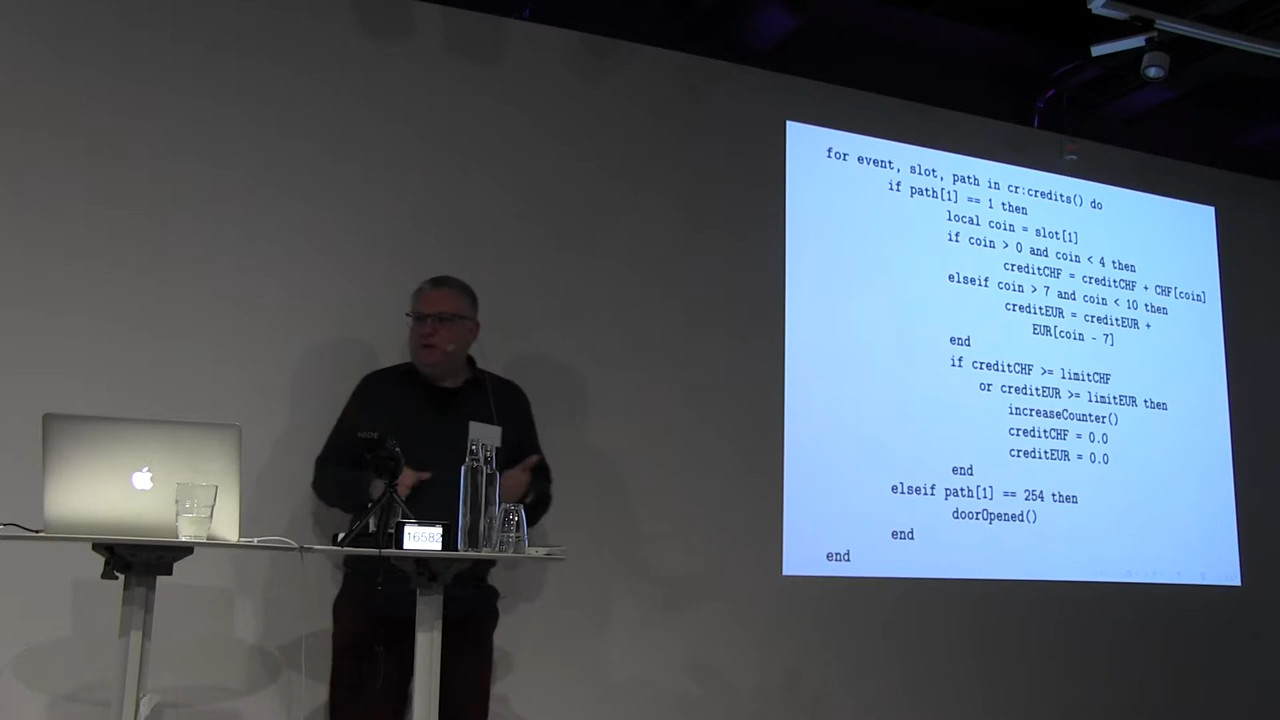 for event, slot, path in cr:credits() do
if path[1] == 1 then
local coin = slot[1]
if coin > 0 and coin < 4 then
creditCHF = creditCHF + CHF[coin]
elseif coin > 7 and coin < 10 then
creditEUR = creditEUR +
EUR[coin - 7]
end
if creditCHF >= limitCHF
or creditEUR >= limitEUR then
increaseCounter()
creditCHF = 0.0
creditEUR = 0.0
end
elseif path[1] == 254 then
doorOpened()
end
end
16582